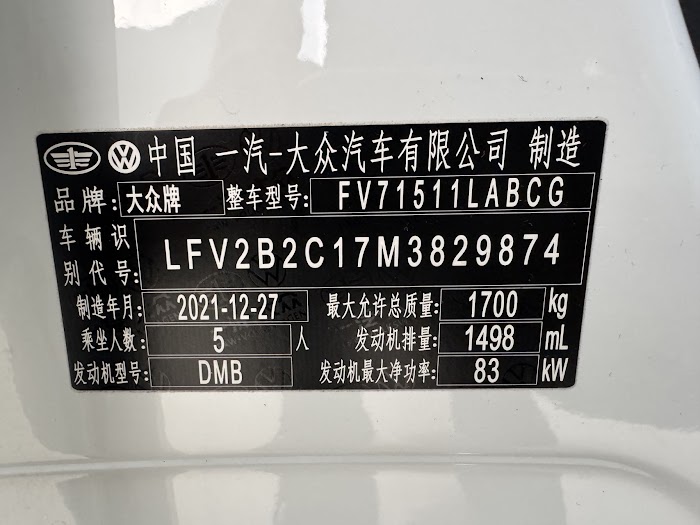 中国 一汽-大众汽车有限公司 制造
品牌: 大众牌 整车型号: FV71511LABCG
车辆识别代号: LFV2B2C17M3829874
制造年月: 2021-12-27 最大允许总质量: 1700 kg
乘坐人数: 5 人 发动机排量: 1498 mL
发动机型号: DMB 发动机最大净功率: 83 kW